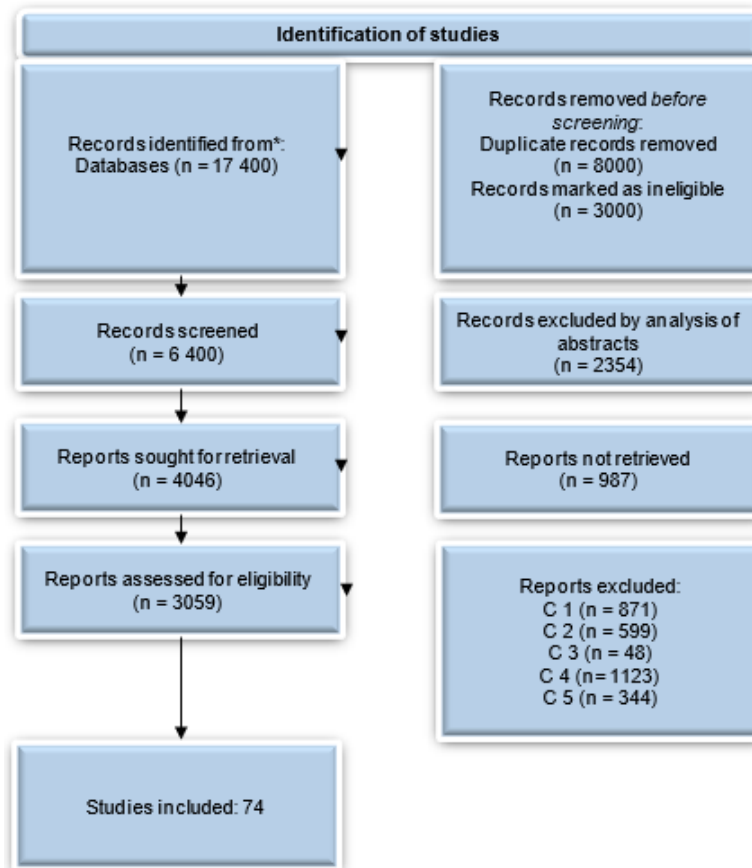 Identification of studies
Records identified from*:
Databases (n = 17 400)
Records removed before
screening:
Duplicate records removed
(n = 8000)
Records marked as ineligible
(n = 3000)
Records screened
(n = 6 400)
Records excluded by analysis of
abstracts
(n = 2354)
Reports sought for retrieval
(n = 4046)
Reports not retrieved
(n = 987)
Reports assessed for eligibility
(n = 3059)
Reports excluded:
C 1 (n = 871)
C 2 (n = 599)
C 3 (n = 48)
C 4 (n= 1123)
C 5 (n = 344)
Studies included: 74